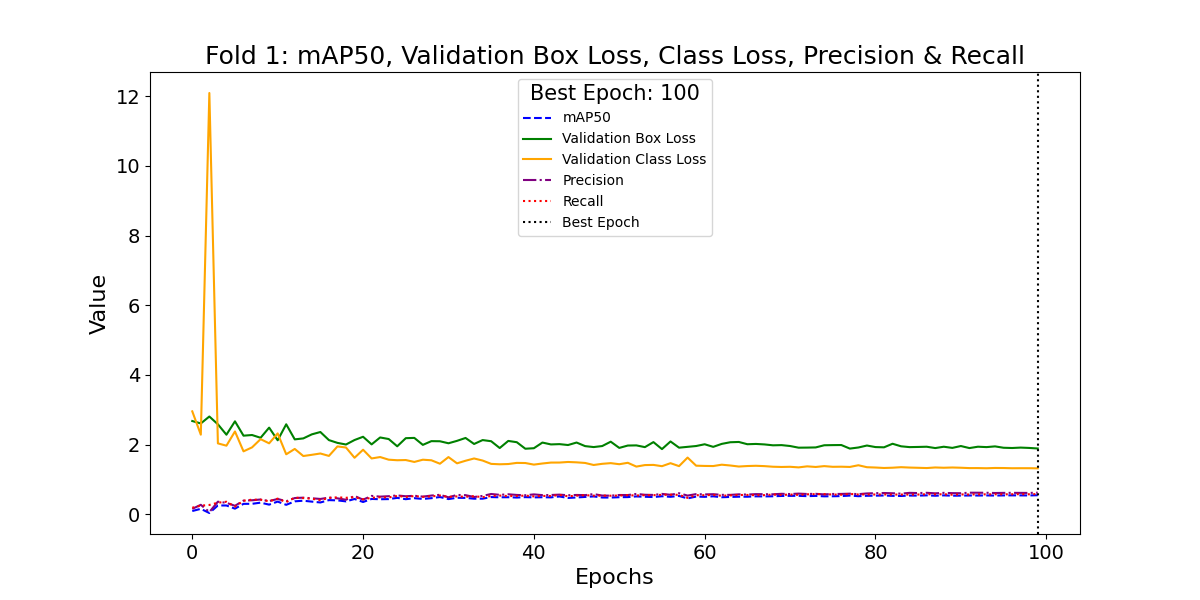 Fold 1: mAP50, Validation Box Loss, Class Loss, Precision & Recall
Best Epoch: 100
mAP50
Validation Box Loss
Validation Class Loss
Precision
Recall
Best Epoch
Value
12
10
8
6
4
2
0
0 20 40 60 80 100
Epochs